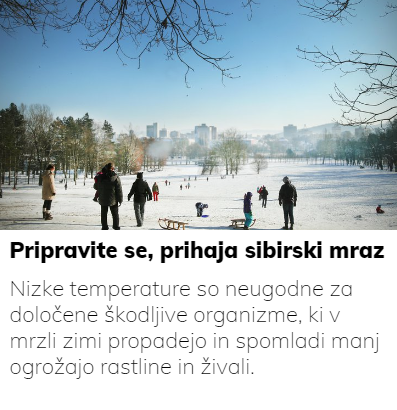 Pripravite se, prihaja sibirski mraz
Nizke temperature so neugodne za
določene škodljive organizme, ki v
mrzli zimi propadejo in spomladi manj
ogrožajo rastline in živali.